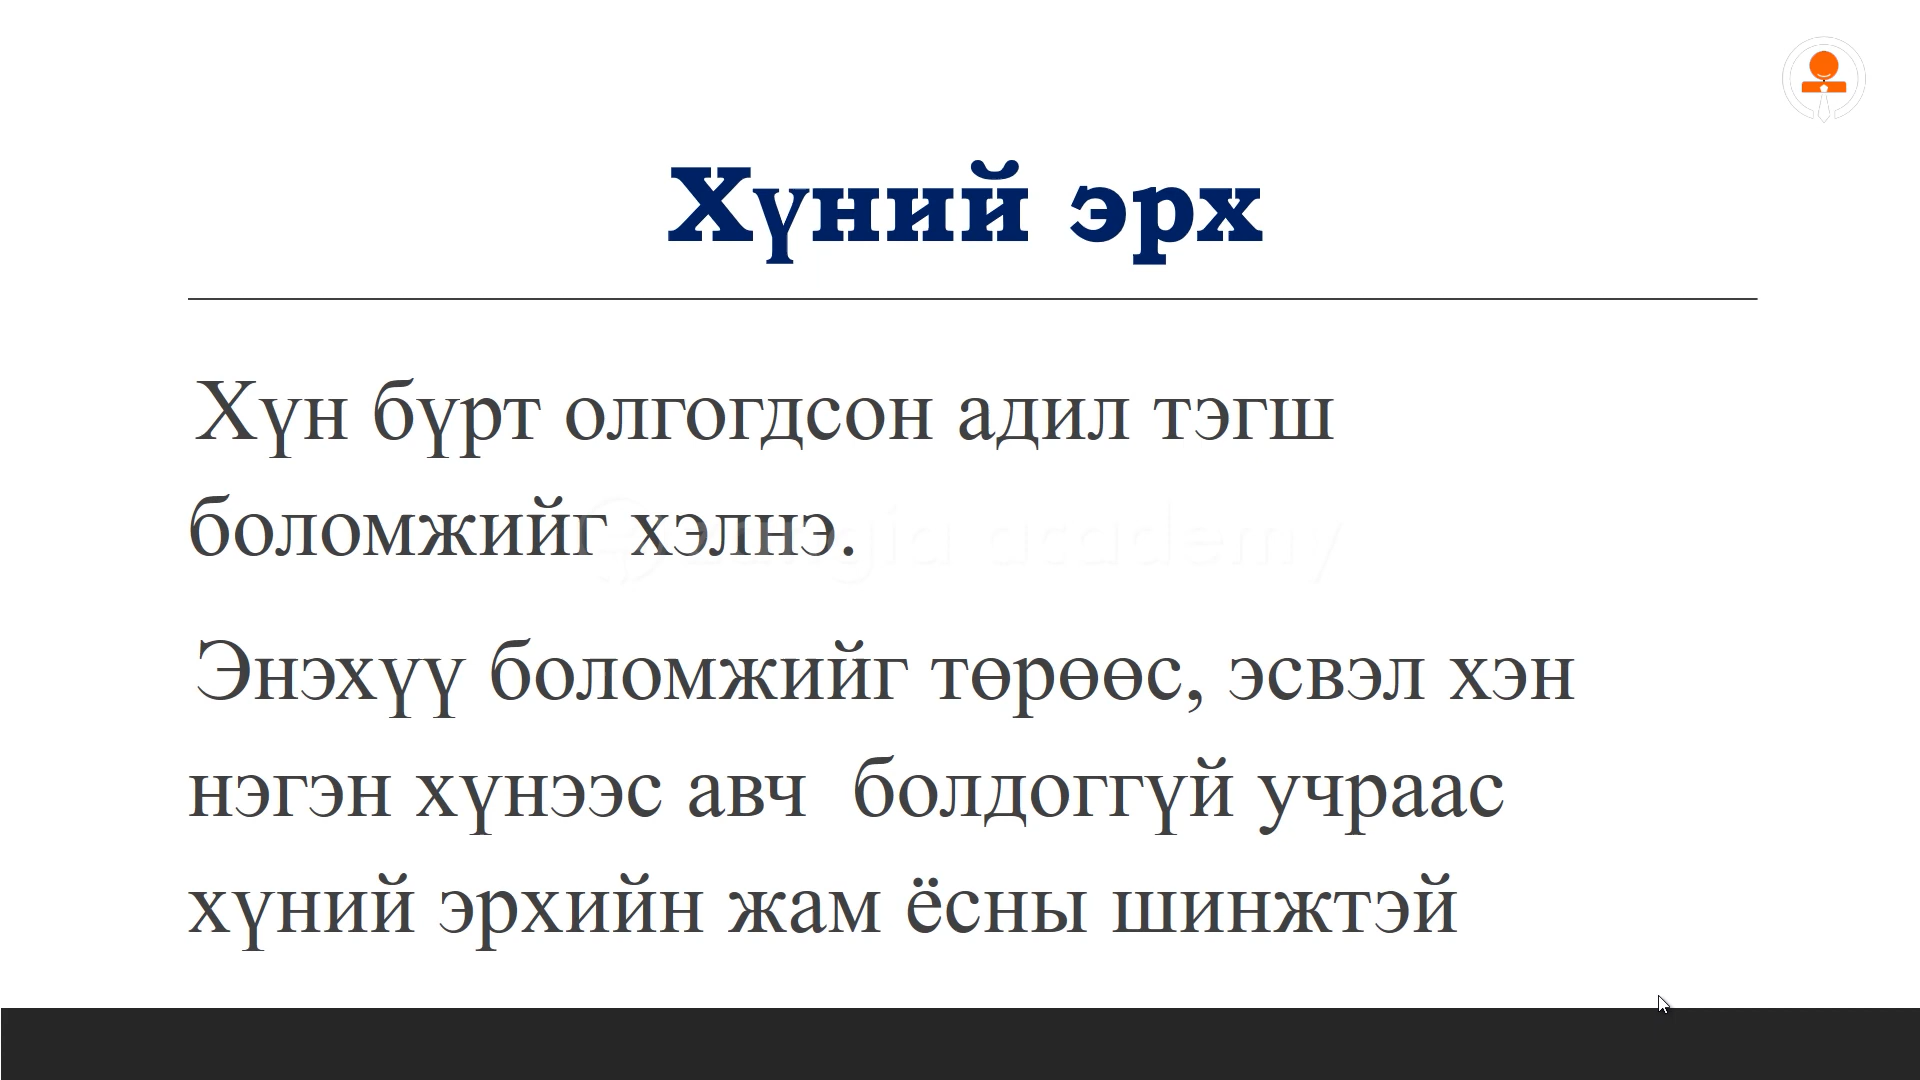 Хүний эрх
Хүн бүрт олгогдсон адил тэгш
боломжийг хэлнэ.
Энэхүү боломжийг төрөөс, эсвэл хэн
нэгэн хүнээс авч  болдоггүй учраас
хүний эрхийн жам ёсны шинжтэй